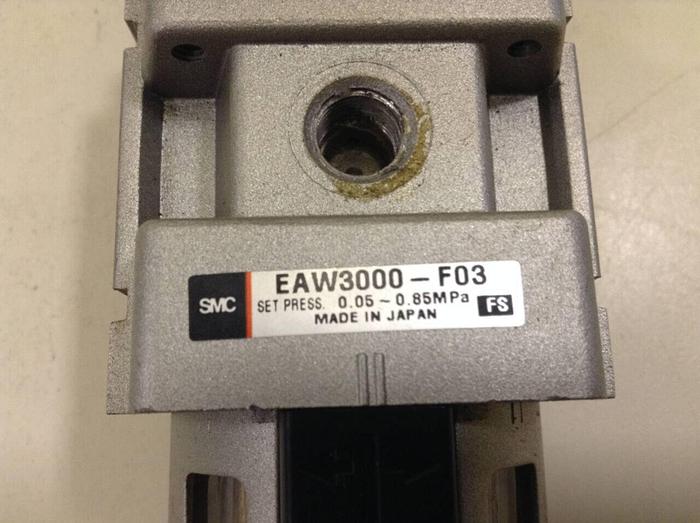 SMC
EAW3000-F03
SET PRESS. 0.05~0.85MPa FS
MADE IN JAPAN